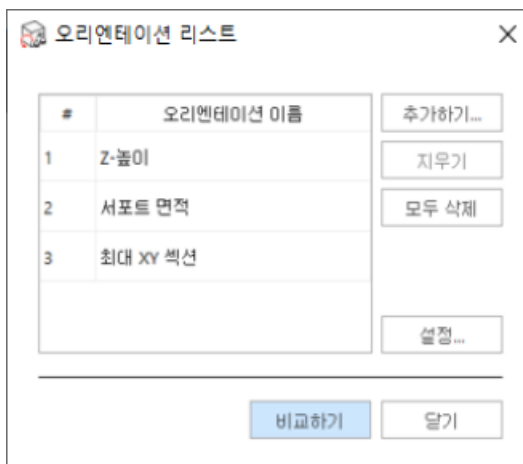 오리엔테이션 리스트
# 오리엔테이션 이름
1 Z-높이
2 서포트 면적
3 최대 XY 섹션
추가하기...
지우기
모두 삭제
설정...
비교하기 닫기